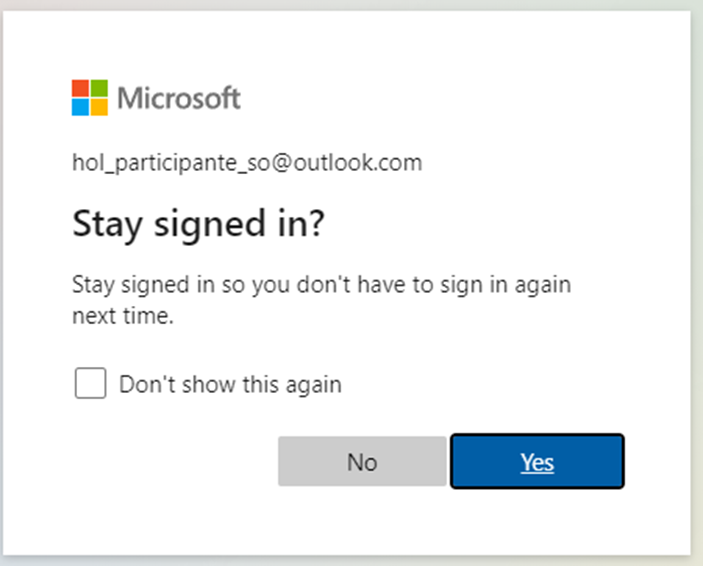 Microsoft
hol_participante_so@outlook.com
Stay signed in?
Stay signed in so you don't have to sign in again
next time.
Don't show this again
No
Yes